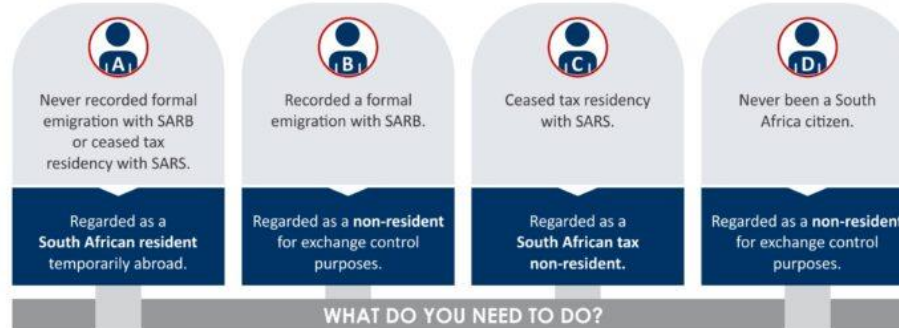 A
Never recorded formal
emigration with SARB
or ceased tax
residency with SARS.
Regarded as a
South African resident
temporarily abroad.
B
Recorded a formal
emigration with SARB.
Regarded as a non-resident
for exchange control
purposes.
C
Ceased tax residency
with SARS.
Regarded as a
South African tax
non-resident.
D
Never been a South
Africa citizen.
Regarded as a non-resident
for exchange control
purposes.
WHAT DO YOU NEED TO DO?